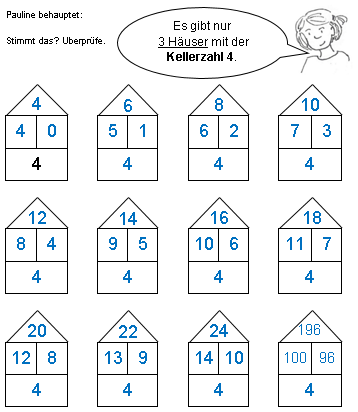 Pauline behauptet:
Stimmt das? Überprüfe.
Es gibt nur
3 Häuser mit der
Kellerzahl 4.
4 6 8 10
4 0 5 1 6 2 7 3
4 4 4 4
12 14 16 18
8 4 9 5 10 6 11 7
4 4 4 4
20 22 24 196
12 8 13 9 14 10 100 96
4 4 4 4